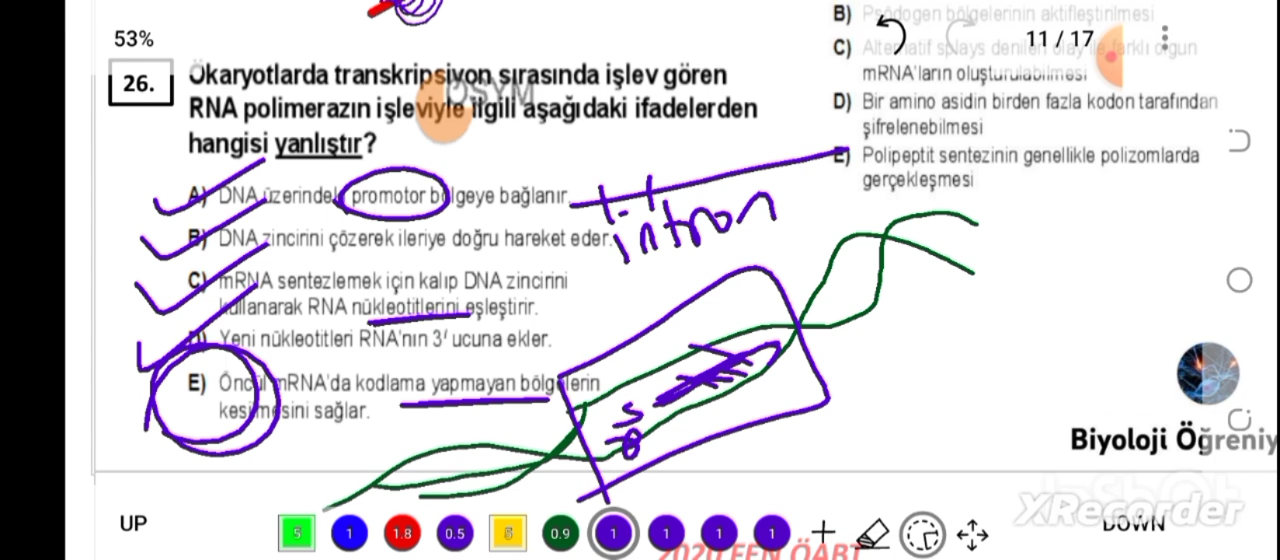 53%
26.
Ökaryotlarda transkripsiyon sırasında işlev gören
RNA polimerazın işleviyle ilgili aşağıdaki ifadelerden
hangisi yanlıştır?
A) DNA üzerindeki promotor bölgeye bağlanır.
B) DNA zincirini çözerek ileriye doğru hareket eder.
C) mRNA sentezlemek için kalıp DNA zincirini
kullanarak RNA nükleotitlerini eşleştirir.
D) Yeni nükleotitleri RNA'nın 3' ucuna ekler.
E) Öncül mRNA'da kodlama yapmayan bölgelerin
kesilmesini sağlar.
ÖSYM
intron
B) Psödogen bölgelerinin aktifleştirilmesi
11 / 17
C) Alternatif splays denilen olay ile farklı olgun
mRNA'ların oluşturulabilmesi
D) Bir amino asidin birden fazla kodon tarafından
şifrelenebilmesi
E) Polipeptit sentezinin genellikle polizomlarda
gerçekleşmesi
Biyoloji Öğreniy
XRecorder
UP
5 1 1.8 0.5 5 0.9 1 1 1 1
DOWN
2020 FEN ÖABT